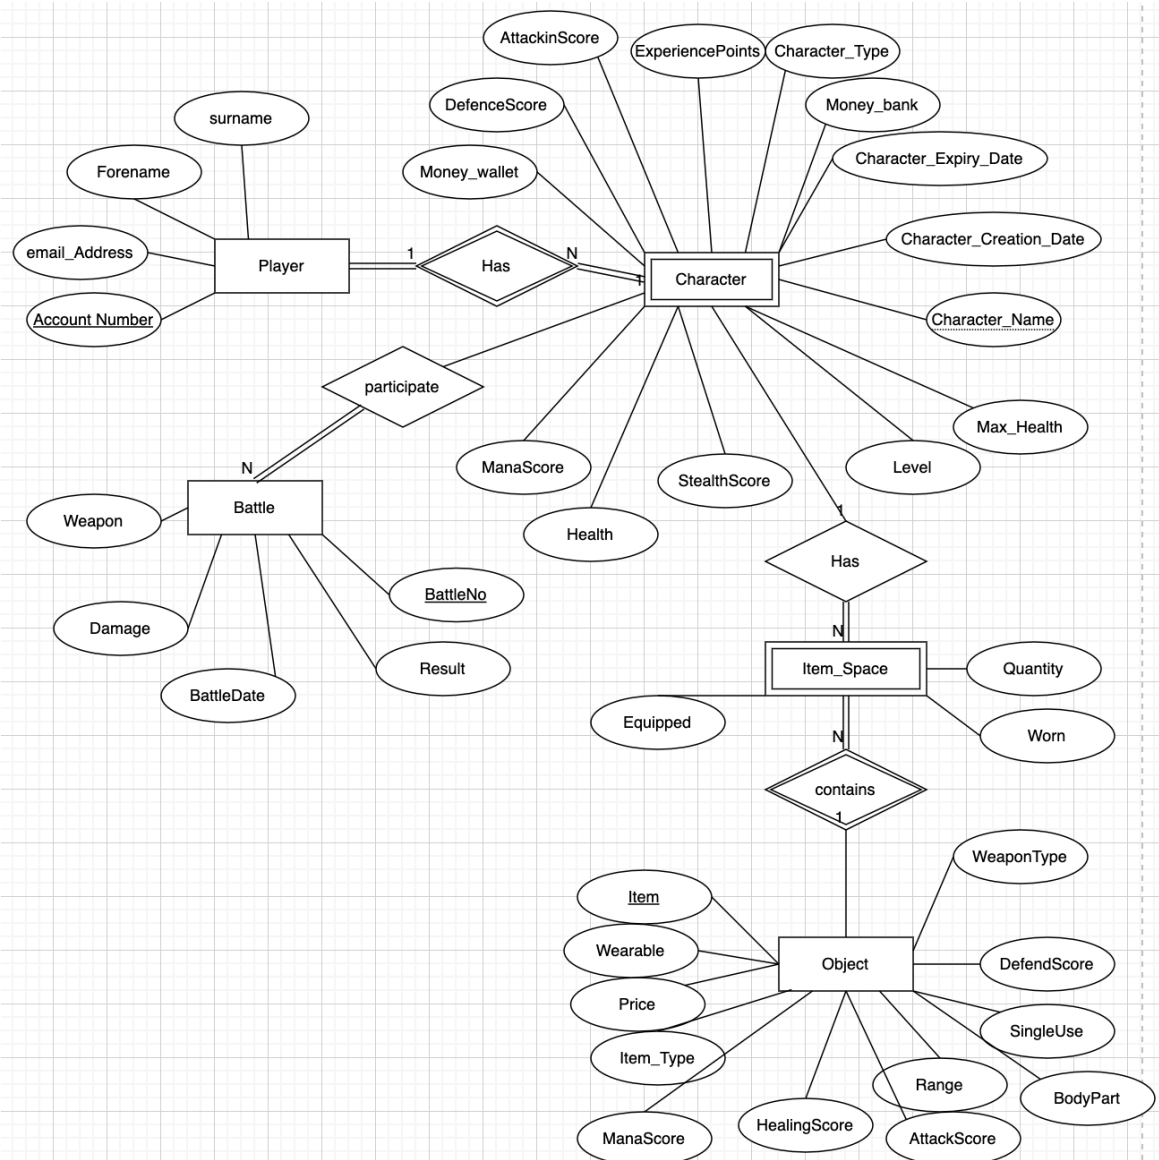 AttackinScore
ExperiencePoints
Character_Type
DefenceScore
Money_bank
surname
Money_wallet
Character_Expiry_Date
Forename
Character_Creation_Date
email_Address
Player
1
Has
N
1
Character
Account Number
Character_Name
participate
Max_Health
ManaScore
Level
StealthScore
N
Battle
Weapon
Health
1
Has
BattleNo
Damage
N
Result
Item_Space
Quantity
BattleDate
Equipped
Worn
N
contains
1
WeaponType
Item
Wearable
Object
DefendScore
Price
SingleUse
Item_Type
Range
BodyPart
ManaScore
HealingScore
AttackScore